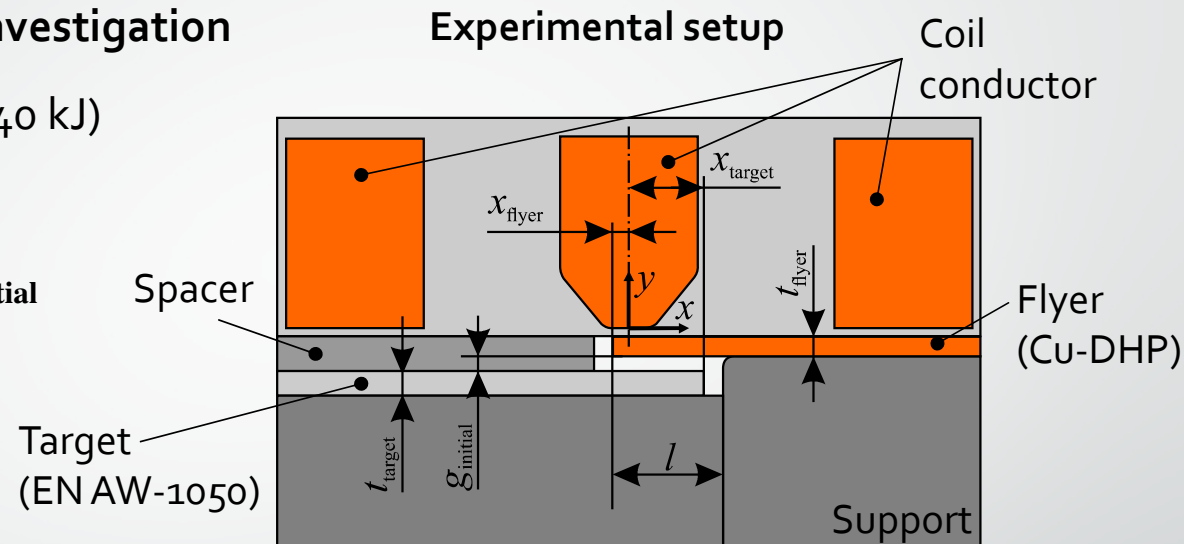 nvestigation
40 kJ)
tial
Experimental setup
Coil
conductor
x_target
x_flyer
y
x
t_flyer
Spacer
Flyer
(Cu-DHP)
Target
(EN AW-1050)
t_target
g_initial
l
Support